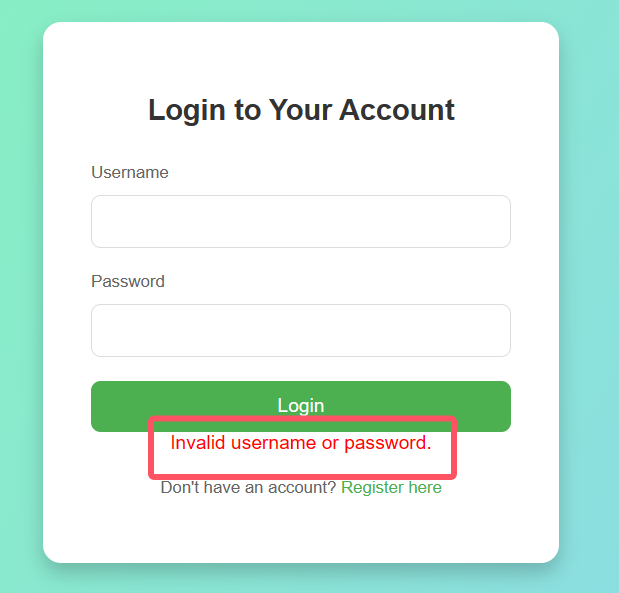 Login to Your Account
Username
Password
Login
Invalid username or password.
Don't have an account? Register here